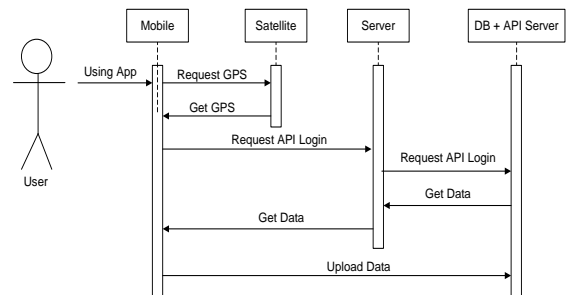 Mobile
Satellite
Server
DB + API Server
Using App
Request GPS
Get GPS
Request API Login
Request API Login
Get Data
Get Data
Upload Data
User